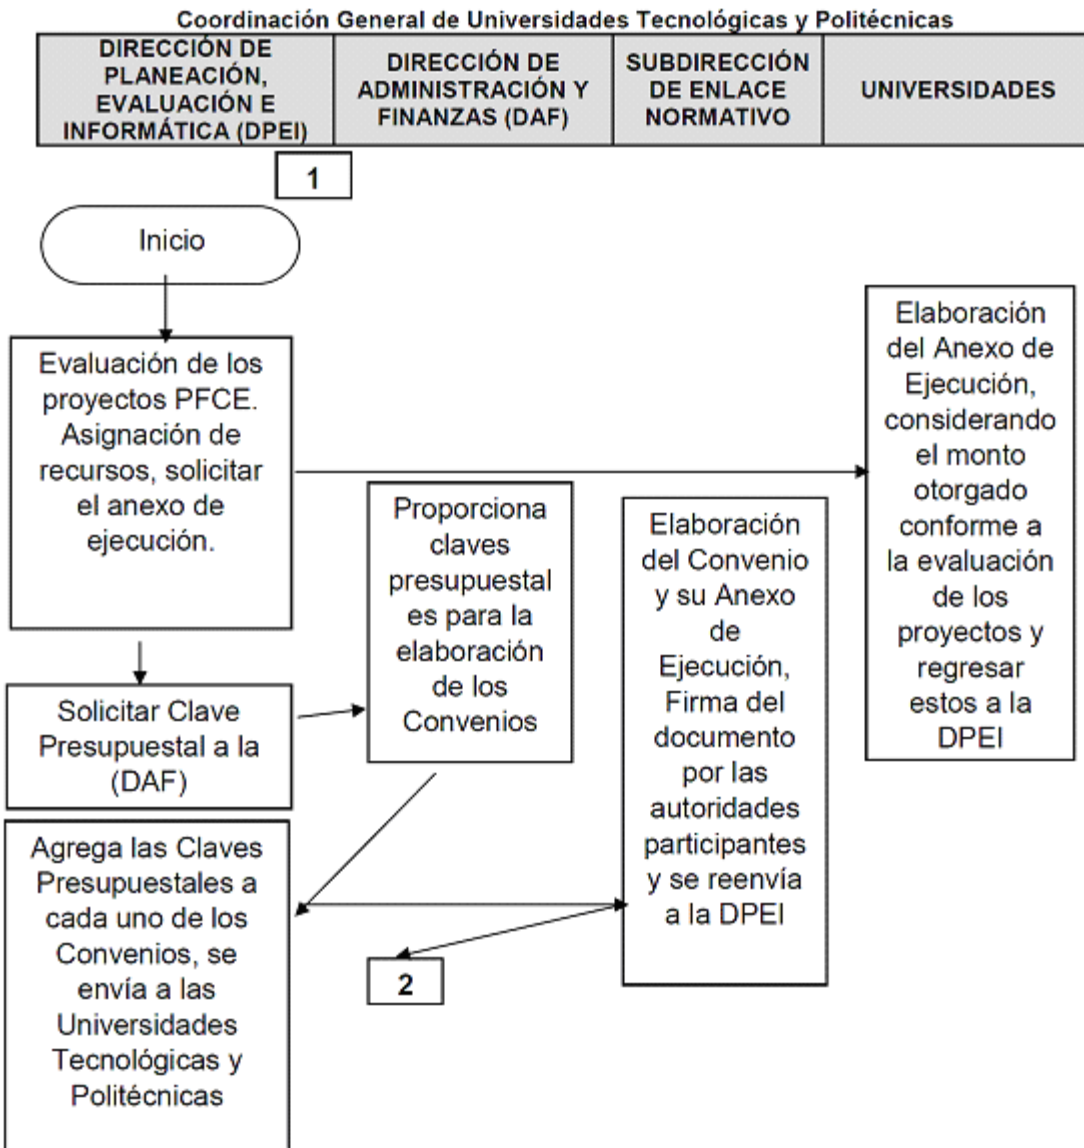 Coordinación General de Universidades Tecnológicas y Politécnicas
DIRECCIÓN DE
PLANEACIÓN,
EVALUACIÓN E
INFORMÁTICA (DPEI)
DIRECCIÓN DE
ADMINISTRACIÓN Y
FINANZAS (DAF)
SUBDIRECCIÓN
DE ENLACE
NORMATIVO
UNIVERSIDADES
1
Inicio
Evaluación de los
proyectos PFCE.
Asignación de
recursos, solicitar
el anexo de
ejecución.
Elaboración
del Anexo de
Ejecución,
considerando
el monto
otorgado
conforme a
la evaluación
de los
proyectos y
regresar
estos a la
DPEI
Solicitar Clave
Presupuestal a la
(DAF)
Proporciona
claves
presupuestal
es para la
elaboración
de los
Convenios
Agrega las Claves
Presupuestales a
cada uno de los
Convenios, se
envía a las
Universidades
Tecnológicas y
Politécnicas
Elaboración
del Convenio
y su Anexo
de
Ejecución,
Firma del
documento
por las
autoridades
participantes
y se reenvía
a la DPEI
2